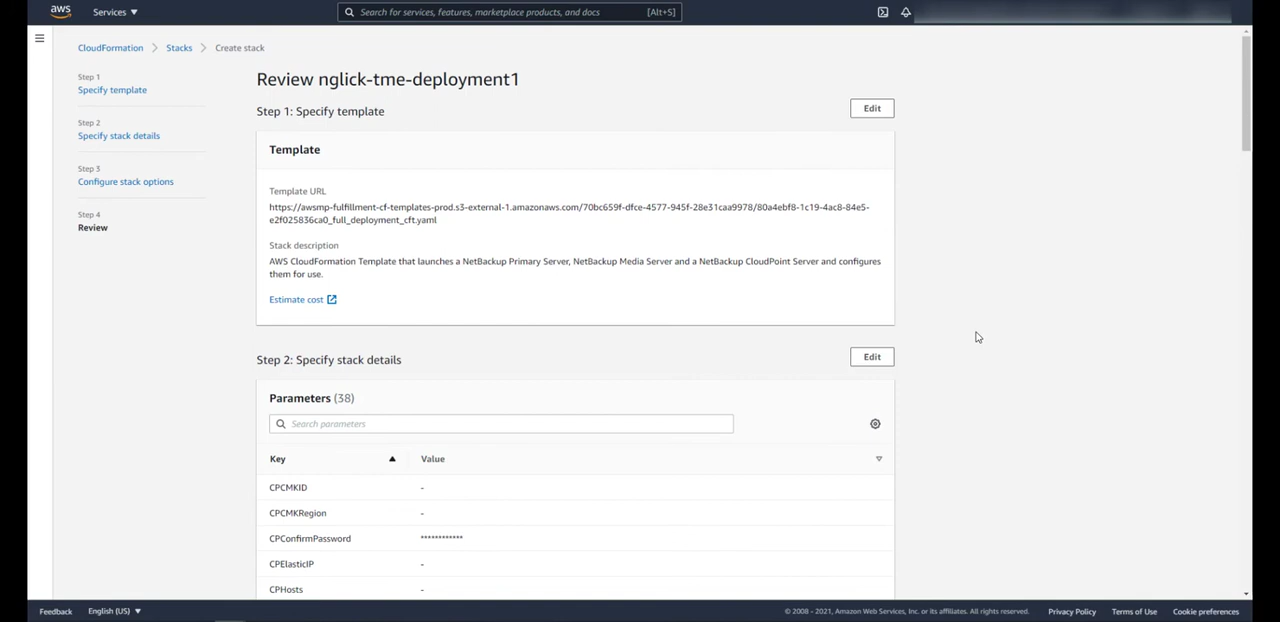 aws
Services
Search for services, features, marketplace products, and docs
[Alt+S]
CloudFormation
Stacks
Create stack
Step 1
Specify template
Step 2
Specify stack details
Step 3
Configure stack options
Step 4
Review
Review nglick-tme-deployment1
Step 1: Specify template
Edit
Template
Template URL
https://awsmp-fulfillment-cf-templates-prod.s3-external-1.amazonaws.com/70bc659f-dfce-4577-945f-28e31caa9978/80a4ebf8-1c19-4ac8-84e5-
e2f025836ca0_full_deployment_cft.yaml
Stack description
AWS CloudFormation Template that launches a NetBackup Primary Server, NetBackup Media Server and a NetBackup CloudPoint Server and configures
them for use.
Estimate cost
Step 2: Specify stack details
Edit
Parameters (38)
Search parameters
Key
Value
CPCMKID
-
CPCMKRegion
-
CPConfirmPassword
************
CPElasticIP
-
CPHosts
-
Feedback
English (US)
© 2008 - 2021, Amazon Web Services, Inc. or its affiliates. All rights reserved.
Privacy Policy
Terms of Use
Cookie preferences